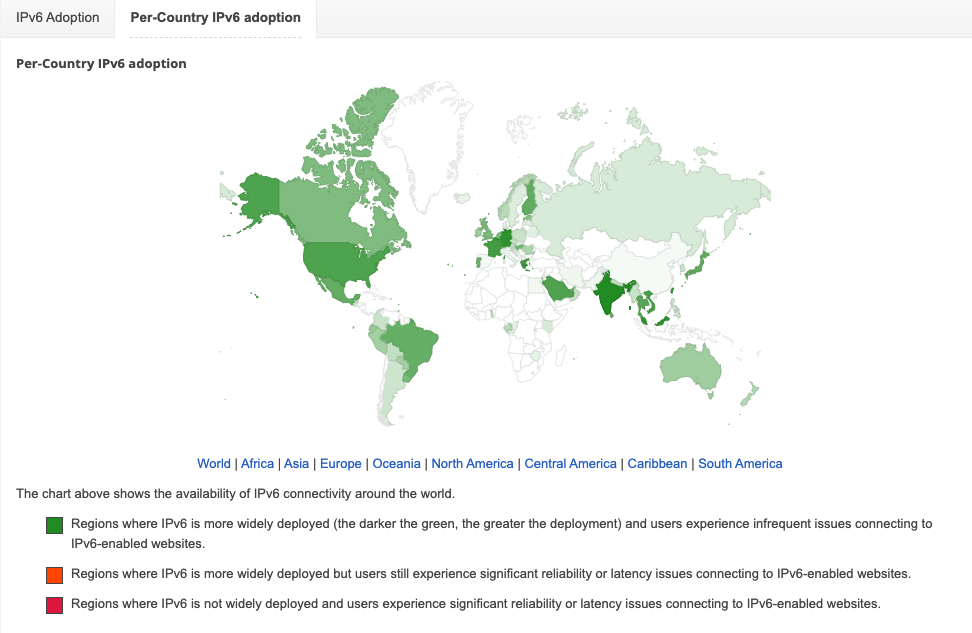 IPv6 Adoption
Per-Country IPv6 adoption
Per-Country IPv6 adoption
World | Africa | Asia | Europe | Oceania | North America | Central America | Caribbean | South America
The chart above shows the availability of IPv6 connectivity around the world.
Regions where IPv6 is more widely deployed (the darker the green, the greater the deployment) and users experience infrequent issues connecting to
IPv6-enabled websites.
Regions where IPv6 is more widely deployed but users still experience significant reliability or latency issues connecting to IPv6-enabled websites.
Regions where IPv6 is not widely deployed and users experience significant reliability or latency issues connecting to IPv6-enabled websites.